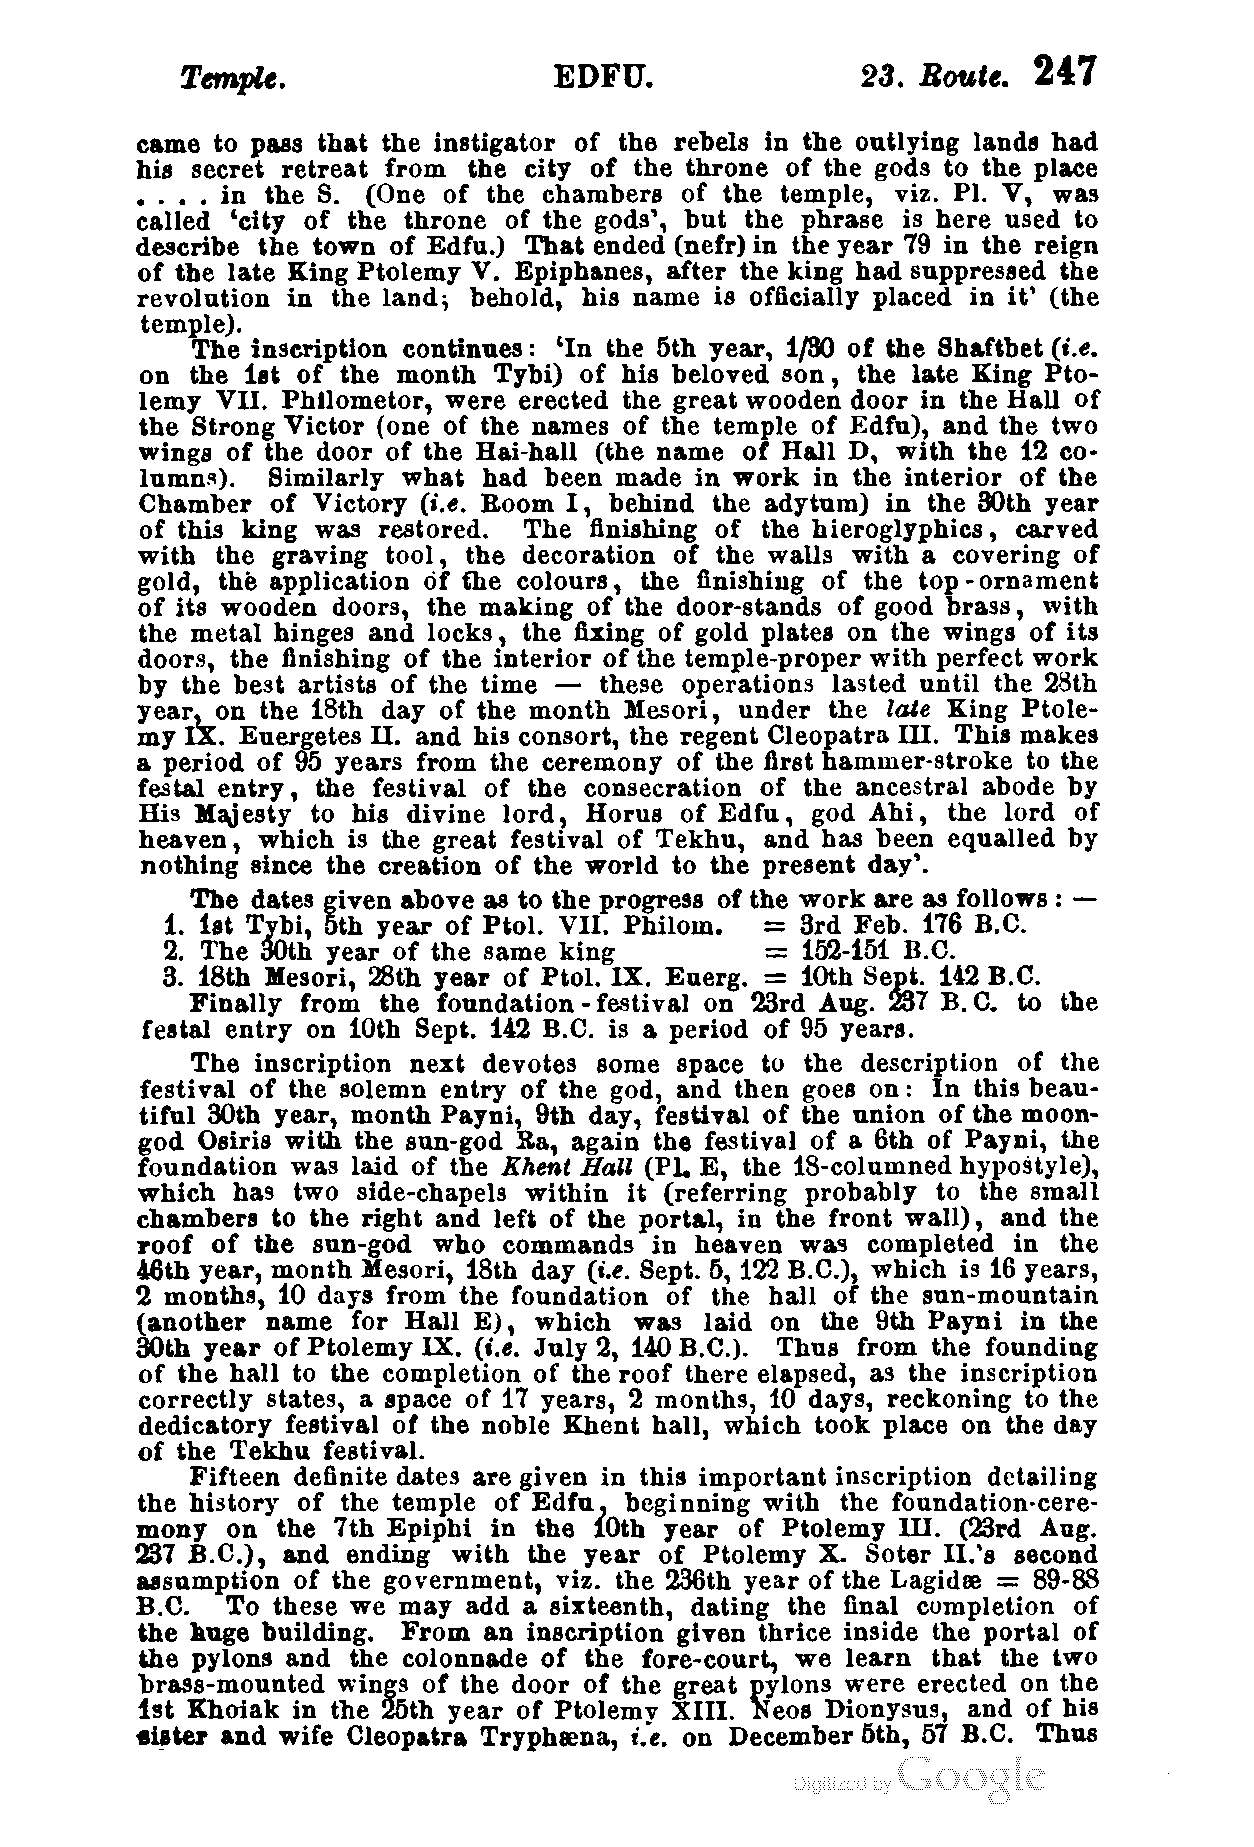 Temple. EDFU. 23. Route. 247
came to pass that the instigator of the rebels in the outlying lands had
his secret retreat from the city of the throne of the gods to the place
. . . . in the S. (One of the chambers of the temple, viz. Pl. V, was
called ‘city of the throne of the gods’, but the phrase is here used to
describe the town of Edfu.) That ended (nefr) in the year 79 in the reign
of the late King Ptolemy V. Epiphanes, after the king had suppressed the
revolution in the land; behold, his name is officially placed in it’ (the
temple).
The inscription continues: ‘In the 5th year, 1/30 of the Shaftbet (i.e.
on the 1st of the month Tybi) of his beloved son, the late King Pto-
lemy VII. Philometor, were erected the great wooden door in the Hall of
the Strong Victor (one of the names of the temple of Edfu), and the two
wings of the door of the Hai-hall (the name of Hall D, with the 12 co-
lumns). Similarly what had been made in work in the interior of the
Chamber of Victory (i.e. Room I, behind the adytum) in the 30th year
of this king was restored. The finishing of the hieroglyphics, carved
with the graving tool, the decoration of the walls with a covering of
gold, the application of the colours, the finishing of the top-ornament
of its wooden doors, the making of the door-stands of good brass, with
the metal hinges and locks, the fixing of gold plates on the wings of its
doors, the finishing of the interior of the temple-proper with perfect work
by the best artists of the time — these operations lasted until the 28th
year, on the 18th day of the month Mesori, under the late King Ptole-
my IX. Euergetes II. and his consort, the regent Cleopatra III. This makes
a period of 95 years from the ceremony of the first hammer-stroke to the
festal entry, the festival of the consecration of the ancestral abode by
His Majesty to his divine lord, Horus of Edfu, god Ahi, the lord of
heaven, which is the great festival of Tekhu, and has been equalled by
nothing since the creation of the world to the present day’.
The dates given above as to the progress of the work are as follows: —
1. 1st Tybi, 5th year of Ptol. VII. Philom. = 3rd Feb. 176 B.C.
2. The 30th year of the same king = 152-151 B.C.
3. 18th Mesori, 28th year of Ptol. IX. Euerg. = 10th Sept. 142 B.C.
Finally from the foundation-festival on 23rd Aug. 237 B.C. to the
festal entry on 10th Sept. 142 B.C. is a period of 95 years.
The inscription next devotes some space to the description of the
festival of the solemn entry of the god, and then goes on: In this beau-
tiful 30th year, month Payni, 9th day, festival of the union of the moon-
god Osiris with the sun-god Ra, again the festival of a 6th of Payni, the
foundation was laid of the Khent Hall (Pl. E, the 18-columned hypostyle),
which has two side-chapels within it (referring probably to the small
chambers to the right and left of the portal, in the front wall), and the
roof of the sun-god who commands in heaven was completed in the
46th year, month Mesori, 18th day (i.e. Sept. 5, 122 B.C.), which is 16 years,
2 months, 10 days from the foundation of the hall of the sun-mountain
(another name for Hall E), which was laid on the 9th Payni in the
30th year of Ptolemy IX. (i.e. July 2, 140 B.C.). Thus from the founding
of the hall to the completion of the roof there elapsed, as the inscription
correctly states, a space of 17 years, 2 months, 10 days, reckoning to the
dedicatory festival of the noble Khent hall, which took place on the day
of the Tekhu festival.
Fifteen definite dates are given in this important inscription detailing
the history of the temple of Edfu, beginning with the foundation-cere-
mony on the 7th Epiphi in the 10th year of Ptolemy III. (23rd Aug.
237 B.C.), and ending with the year of Ptolemy X. Soter II.’s second
assumption of the government, viz. the 236th year of the Lagidæ = 89-88
B.C. To these we may add a sixteenth, dating the final completion of
the huge building. From an inscription given thrice inside the portal of
the pylons and the colonnade of the fore-court, we learn that the two
brass-mounted wings of the door of the great pylons were erected on the
1st Khoiak in the 25th year of Ptolemy XIII. Neos Dionysus, and of his
sister and wife Cleopatra Tryphæna, i.e. on December 5th, 57 B.C. Thus
Digitized by Google